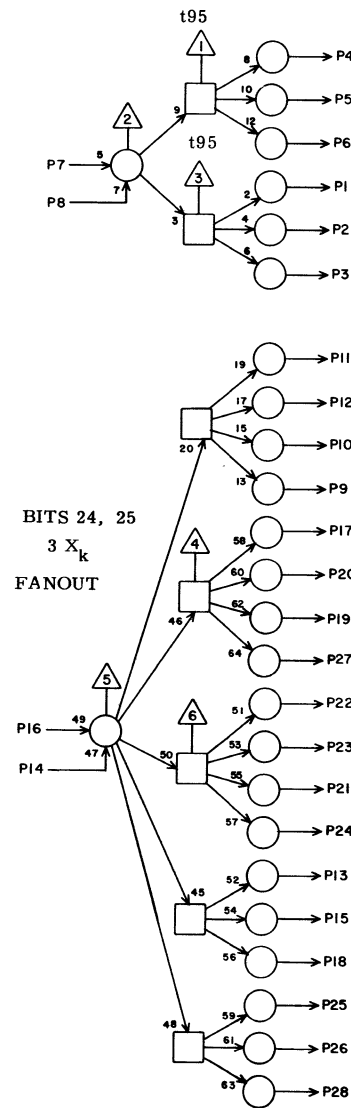 t95
1
8
P4
2
10
P5
9
12
P6
t95
P7
5
P8
7
3
2
P1
3
4
P2
6
P3
19
P11
17
P12
20
15
P10
13
P9
BITS 24, 25
3 Xk
FANOUT
4
58
P17
60
P20
46
62
P19
64
P27
5
6
51
P22
P16
49
50
53
P23
P14
47
55
P21
57
P24
45
52
P13
54
P15
56
P18
48
59
P25
61
P26
63
P28